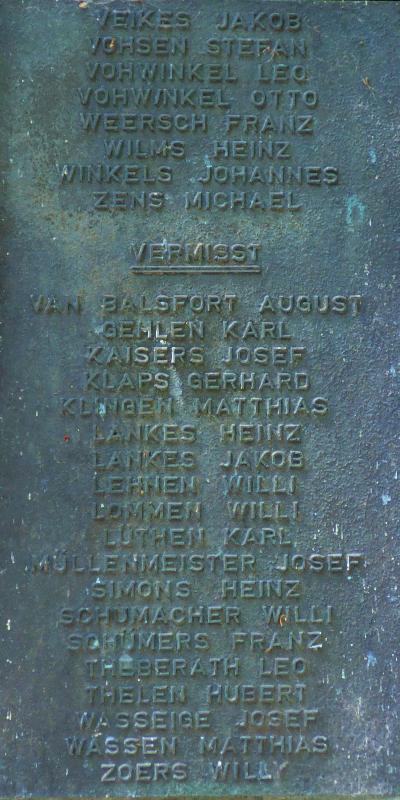 VEIKES JAKOB
VOHSEN STEFAN
VOHWINKEL LEO
VOHWINKEL OTTO
WEERSCH FRANZ
WILMS HEINZ
WINKELS JOHANNES
ZENS MICHAEL
VERMISST
VAN BALSFORT AUGUST
GEHLEN KARL
KAISERS JOSEF
KLAPS GERHARD
KLINGEN MATTHIAS
LANKES HEINZ
LANKES JAKOB
LEHNEN WILLI
LOMMEN WILLI
LÜTHEN KARL
MÜLLENMEISTER JOSEF
SIMONS HEINZ
SCHUMACHER WILLI
SCHÜMERS FRANZ
THEBERATH LEO
THELEN HUBERT
WASSEIGE JOSEF
WASSEN MATTHIAS
ZOERS WILLY